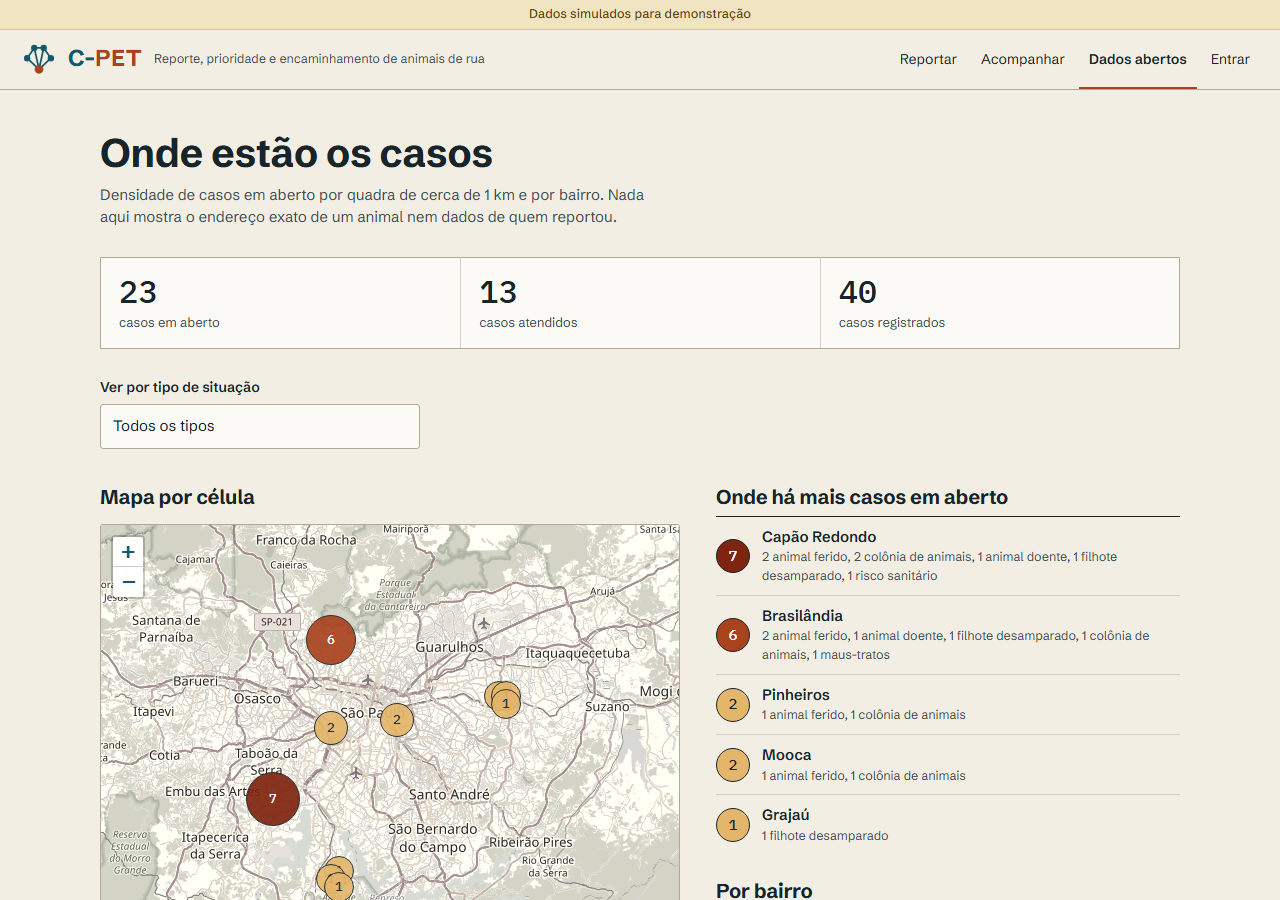 Dados simulados para demonstração
C-PET
Reporte, prioridade e encaminhamento de animais de rua
Reportar
Acompanhar
Dados abertos
Entrar
Onde estão os casos
Densidade de casos em aberto por quadra de cerca de 1 km e por bairro. Nada
aqui mostra o endereço exato de um animal nem dados de quem reportou.
23
casos em aberto
13
casos atendidos
40
casos registrados
Ver por tipo de situação
Todos os tipos
Mapa por célula
+
−
Mairiporã
Franco da Rocha
Cajamar
Caieiras
Parque
Estadual
da Cantareira
Arujá
Santana de
Parnaíba
SP-021
6
Guarulhos
Itaquaquecetuba
Barueri
Osasco
Mogi
1
Suzano
Itapevi
São
2
2
Cotia
Taboão da
Serra
Embu das Artes
7
Santo André
Reserva
Estadual
do Morro
Grande
Itapecerica
da Serra
São Bernardo
do Campo
Ribeirão Pires
Rio Grande
da Serra
1
Onde há mais casos em aberto
7
Capão Redondo
2 animal ferido, 2 colônia de animais, 1 animal doente, 1 filhote
desamparado, 1 risco sanitário
6
Brasilândia
2 animal ferido, 1 animal doente, 1 filhote desamparado, 1 colônia de
animais, 1 maus-tratos
2
Pinheiros
1 animal ferido, 1 colônia de animais
2
Mooca
1 animal ferido, 1 colônia de animais
1
Grajaú
1 filhote desamparado
Por bairro